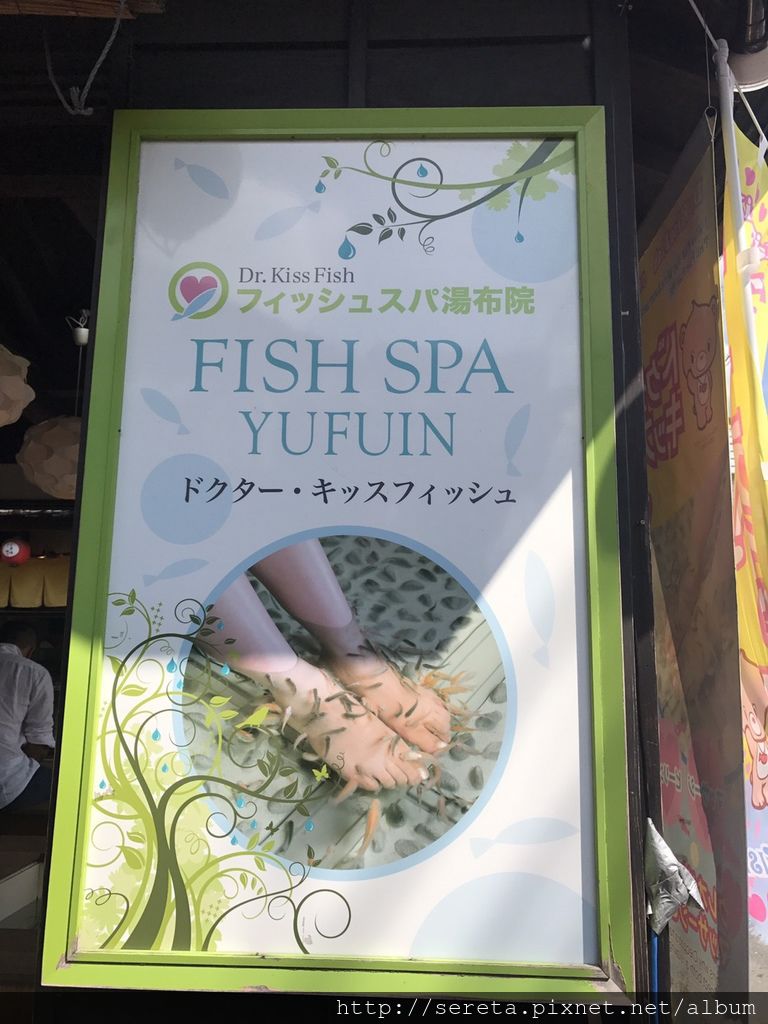 Dr. Kiss Fish
フィッシュスパ湯布院
FISH SPA
YUFUIN
ドクター・キッスフィッシュ
http://sereta.pixnet.net/album